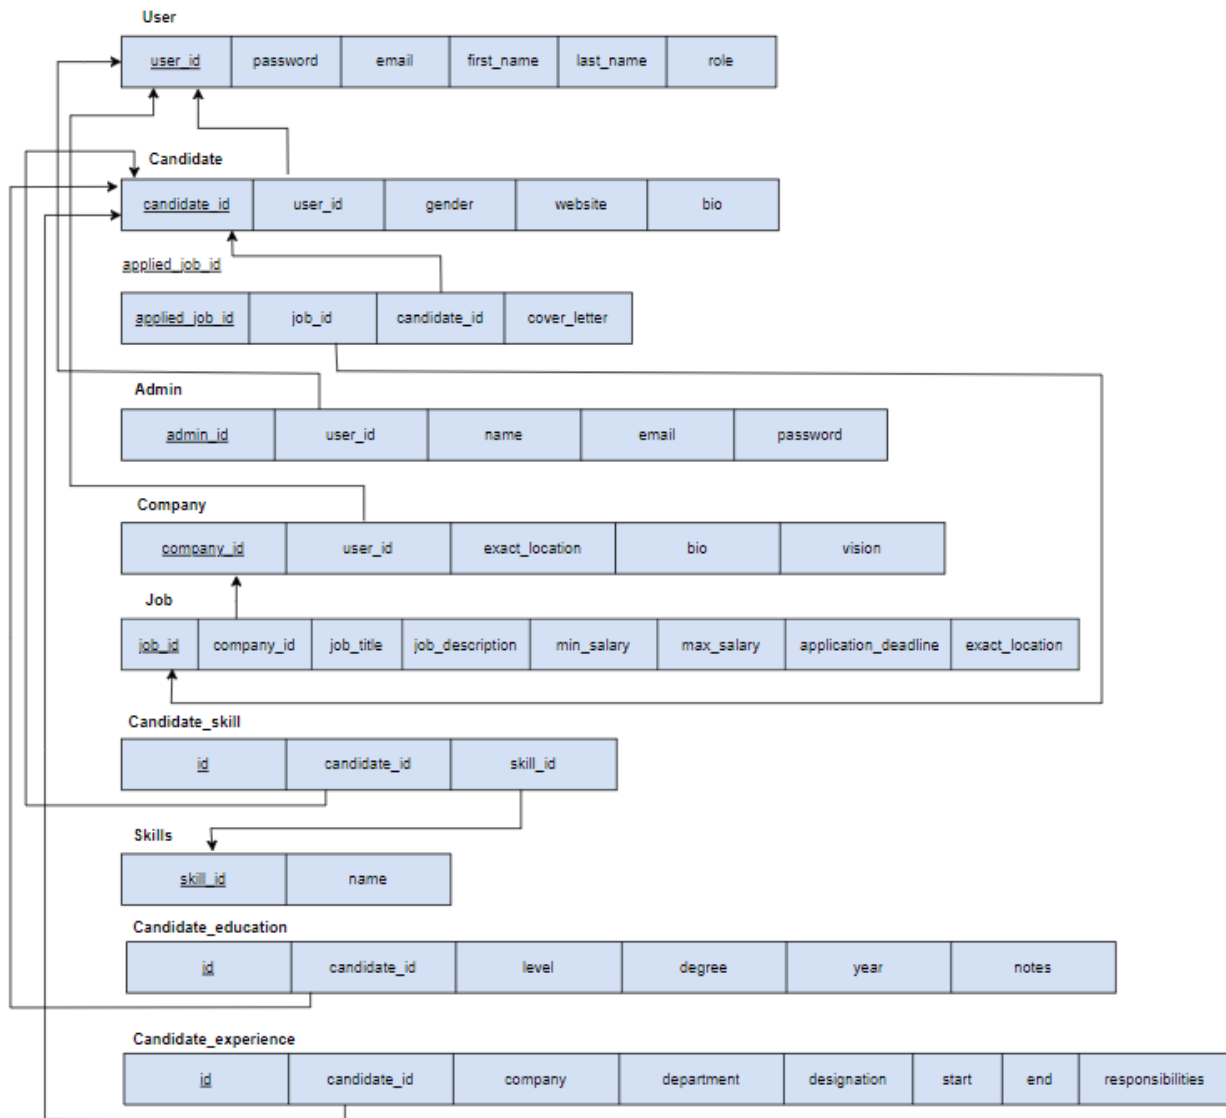 User
user_id password email first_name last_name role
Candidate
candidate_id user_id gender website bio
applied_job_id
applied_job_id job_id candidate_id cover_letter
Admin
admin_id user_id name email password
Company
company_id user_id exact_location bio vision
Job
job_id company_id job_title job_description min_salary max_salary application_deadline exact_location
Candidate_skill
id candidate_id skill_id
Skills
skill_id name
Candidate_education
id candidate_id level degree year notes
Candidate_experience
id candidate_id company department designation start end responsibilities